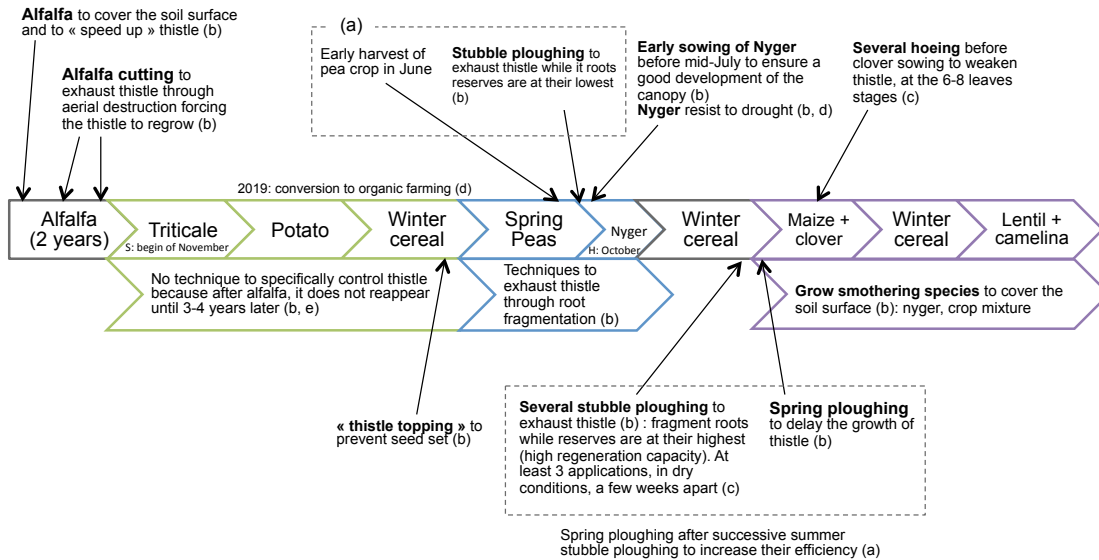 Alfalfa to cover the soil surface
and to « speed up » thistle (b)
Alfalfa cutting to
exhaust thistle through
aerial destruction forcing
the thistle to regrow (b)
(a)
Early harvest of
pea crop in June
Stubble ploughing to
exhaust thistle while it roots
reserves are at their lowest
(b)
Early sowing of Nyger
before mid-July to ensure a
good development of the
canopy (b)
Nyger resist to drought (b, d)
Several hoeing before
clover sowing to weaken
thistle, at the 6-8 leaves
stages (c)
2019: conversion to organic farming (d)
Alfalfa
(2 years)
Triticale
S: begin of November
Potato
Winter
cereal
Spring
Peas
Nyger
H: October
Winter
cereal
Maize +
clover
Winter
cereal
Lentil +
camelina
No technique to specifically control thistle
because after alfalfa, it does not reappear
until 3-4 years later (b, e)
Techniques to
exhaust thistle
through root
fragmentation (b)
Grow smothering species to cover the
soil surface (b): nyger, crop mixture
« thistle topping » to
prevent seed set (b)
Several stubble ploughing to
exhaust thistle (b) : fragment roots
while reserves are at their highest
(high regeneration capacity). At
least 3 applications, in dry
conditions, a few weeks apart (c)
Spring ploughing
to delay the growth of
thistle (b)
Spring ploughing after successive summer
stubble ploughing to increase their efficiency (a)